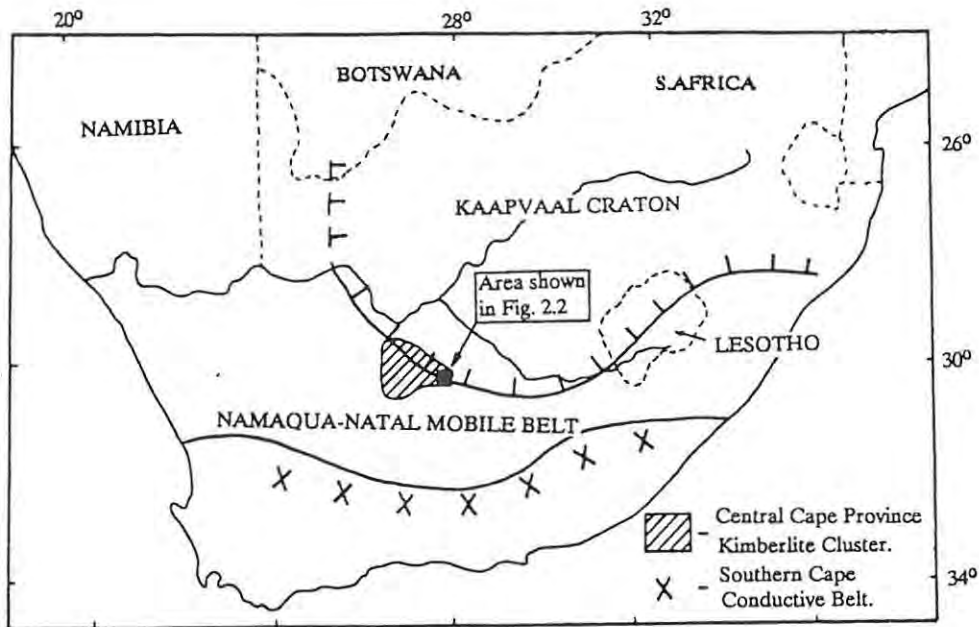 20° 28° 32°
BOTSWANA
S.AFRICA
NAMIBIA
26°
KAAPVAAL CRATON
Area shown
in Fig. 2.2
LESOTHO
30°
NAMAQUA-NATAL MOBILE BELT
- Central Cape Province
Kimberlite Cluster.
- Southern Cape
Conductive Belt.
34°